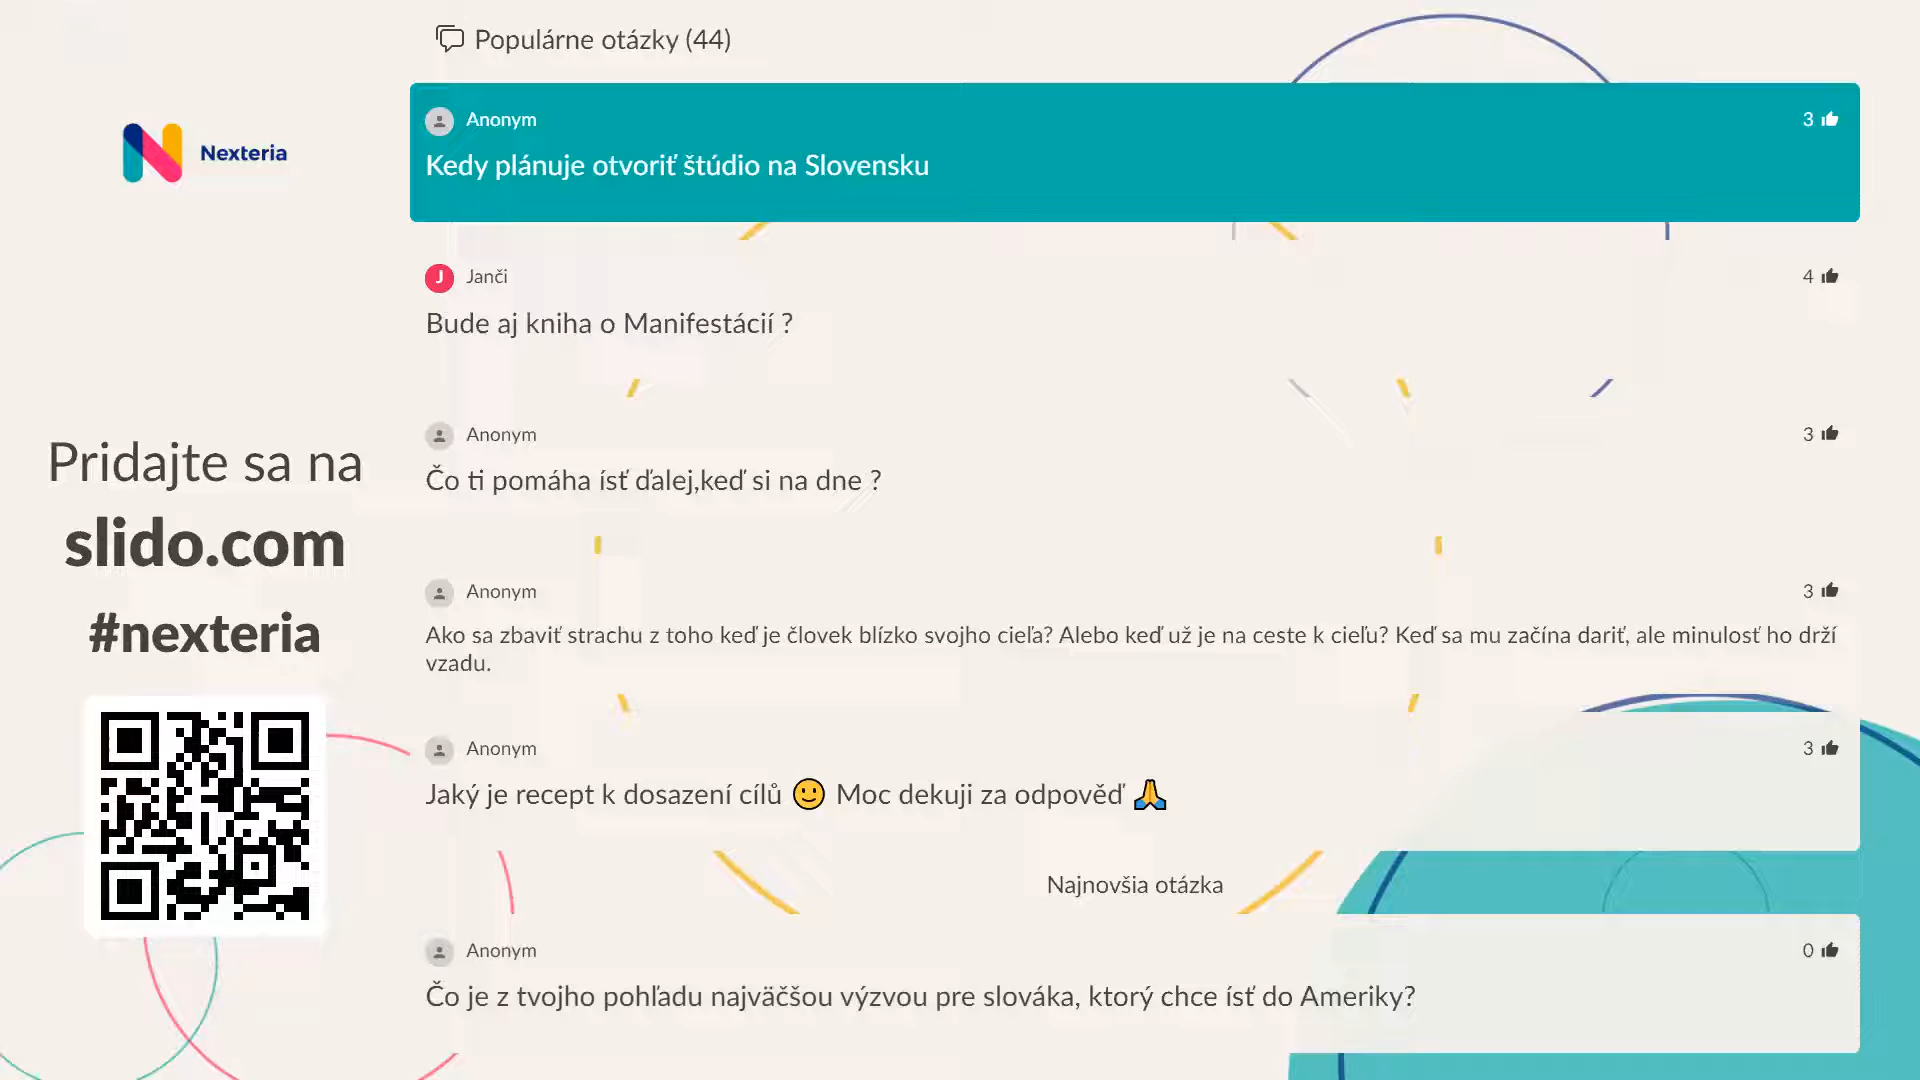 Populárne otázky (44)
Nexteria
Anonym
3
Kedy plánuje otvoriť štúdio na Slovensku
J Janči
4
Bude aj kniha o Manifestácií ?
Anonym
3
Čo ti pomáha ísť ďalej,keď si na dne ?
Pridajte sa na
slido.com
#nexteria
Anonym
3
Ako sa zbaviť strachu z toho keď je človek blízko svojho cieľa? Alebo keď už je na ceste k cieľu? Keď sa mu začína dariť, ale minulosť ho drží
vzadu.
Anonym
3
Jaký je recept k dosazení cílů 🙂 Moc dekuji za odpověď 🙏
Najnovšia otázka
Anonym
0
Čo je z tvojho pohľadu najväčšou výzvou pre slováka, ktorý chce ísť do Ameriky?